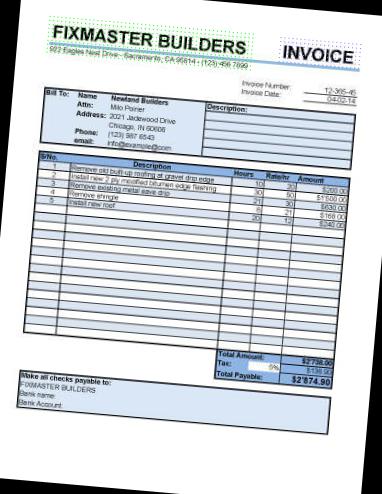 FIXMASTER BUILDERS
INVOICE
982 Eagles Nest Drive - Sacramento, CA 95814 - (123) 456 7899
Invoice Number: 12-365-45
Invoice Date: 04-02-14
Bill To: Name Newland Builders
Description:
Attn: Milo Poirier
Address: 2021 Jadewood Drive
Chicago, IN 60606
Phone: (123) 987 6543
email: info@example.com
S/No. Description Hours Rate/hr Amount
1 Remove old built-up roofing at gravel drip edge 10 20 $200.00
2 Install new 2 ply modified bitumen edge flashing 30 50 $1'500.00
3 Remove existing metal eave drip 21 30 $630.00
4 Remove shingle 8 21 $168.00
5 Install new roof 20 12 $240.00
Total Amount: $2'738.00
Tax: 5% $136.90
Total Payable: $2'874.90
Make all checks payable to:
FIXMASTER BUILDERS
Bank name:
Bank Account: